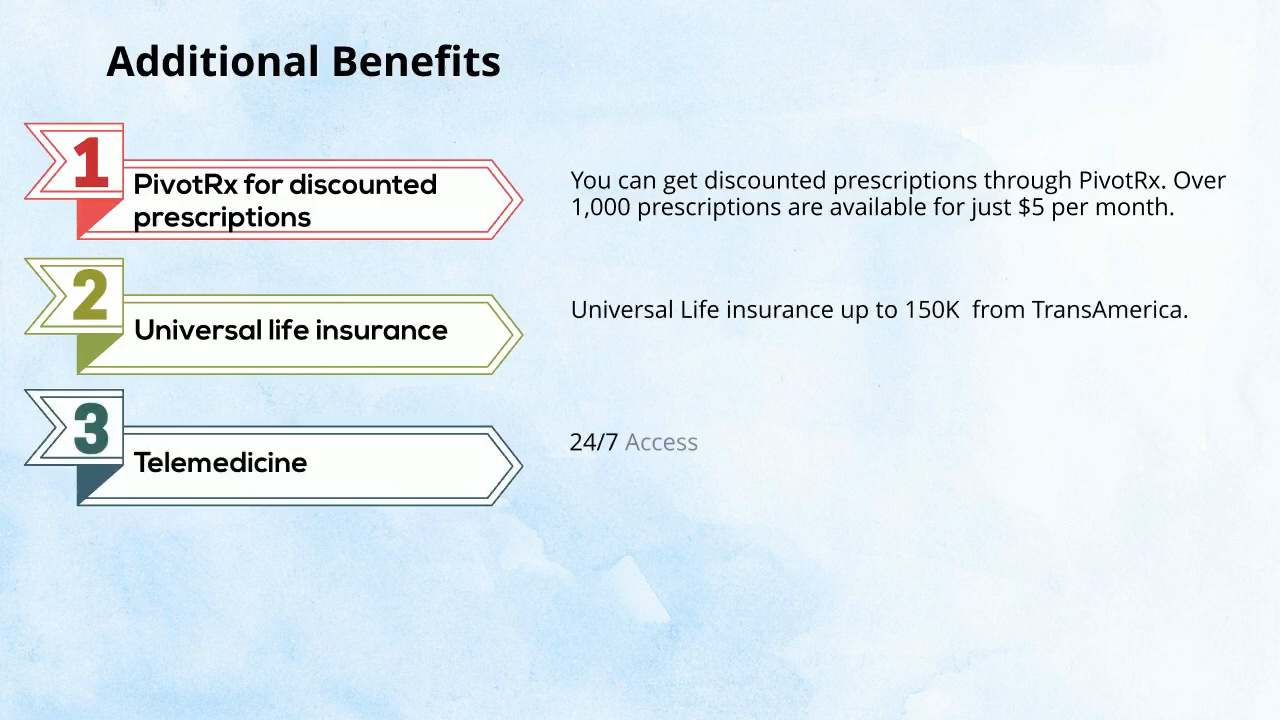 Additional Benefits
1
PivotRx for discounted
prescriptions
You can get discounted prescriptions through PivotRx. Over
1,000 prescriptions are available for just $5 per month.
2
Universal life insurance
Universal Life insurance up to 150K  from TransAmerica.
3
Telemedicine
24/7 Access